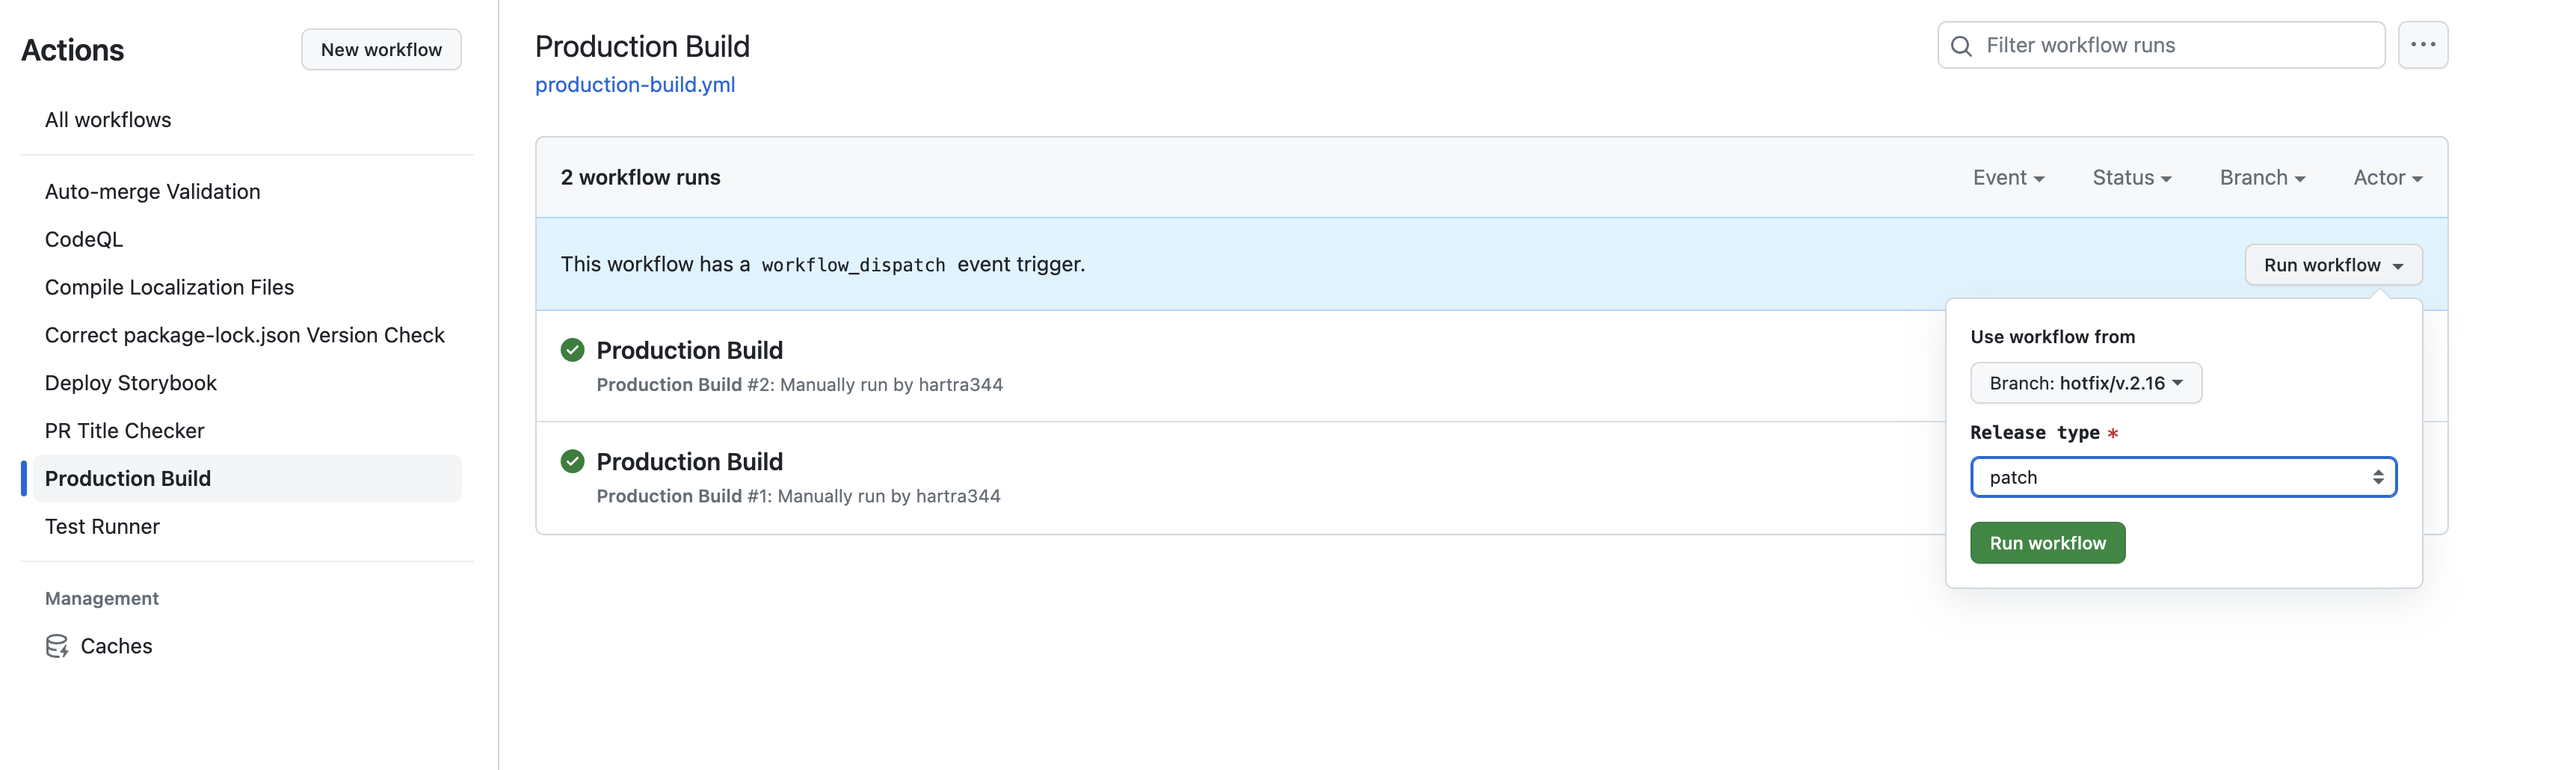 Actions
New workflow
All workflows
Auto-merge Validation
CodeQL
Compile Localization Files
Correct package-lock.json Version Check
Deploy Storybook
PR Title Checker
Production Build
Test Runner
Management
Caches
Production Build
production-build.yml
Filter workflow runs
2 workflow runs
Event
Status
Branch
Actor
This workflow has a workflow_dispatch event trigger.
Run workflow
Production Build
Production Build #2: Manually run by hartra344
Production Build
Production Build #1: Manually run by hartra344
Use workflow from
Branch: hotfix/v.2.16
Release type *
patch
Run workflow